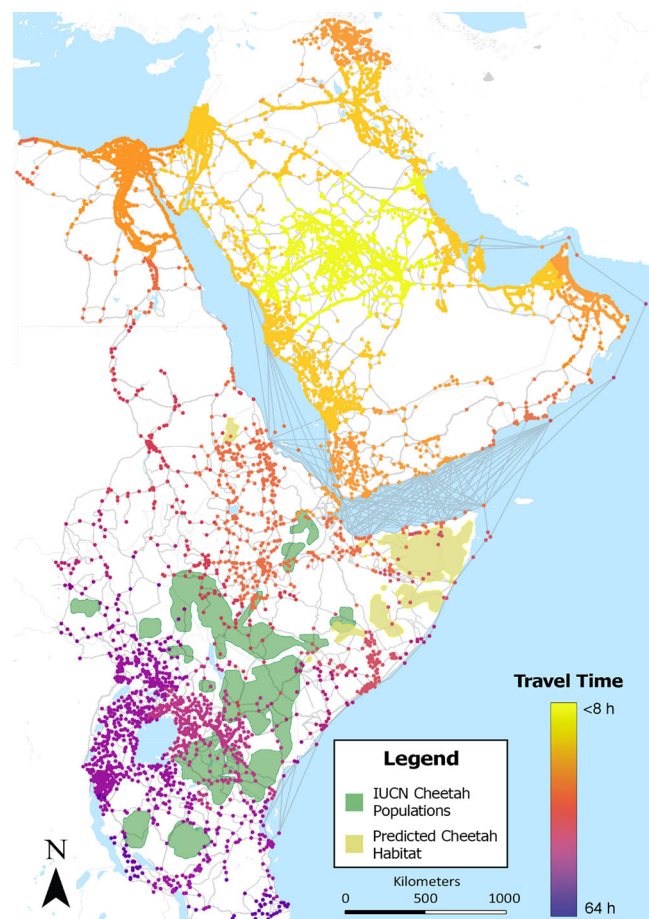 Travel Time
<8 h
64 h
Legend
IUCN Cheetah
Populations
Predicted Cheetah
Habitat
N
Kilometers
0 500 1000